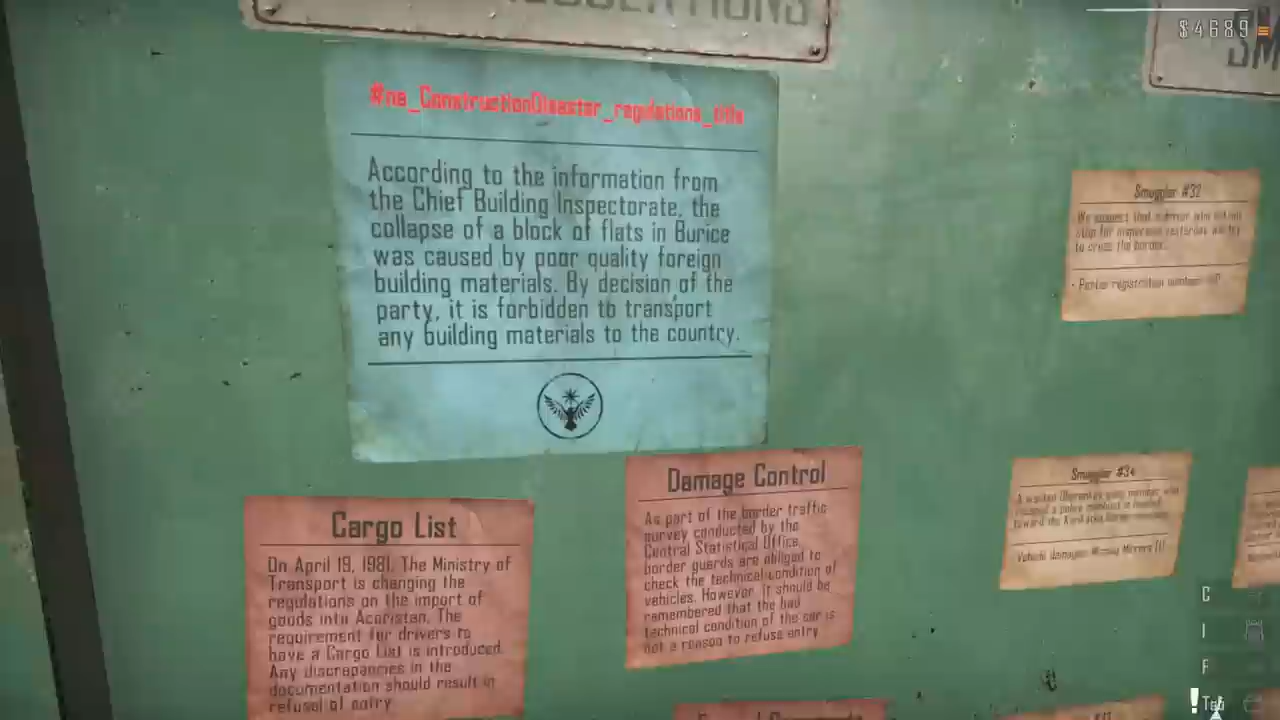 $4689
#na_ConstructionDisaster_regulations_title
According to the information from
the Chief Building Inspectorate, the
collapse of a block of flats in Burice
was caused by poor quality foreign
building materials. By decision of the
party, it is forbidden to transport
any building materials to the country.
Smuggler #32
to cross the border.
Smuggler #34
Cargo List
On April 19, 1981, The Ministry of
Transport is changing the
regulations on the import of
goods into Acaristan. The
requirement for drivers to
have a Cargo List is introduced.
Any discrepancies in the
documentation should result in
refusal of entry
Damage Control
As part of the border traffic
survey conducted by the
Central Statistical Office,
border guards are obliged to
check the technical condition of
vehicles. However, it should be
remembered that the bad
technical condition of the car is
not a reason to refuse entry
C
I
F
Tab